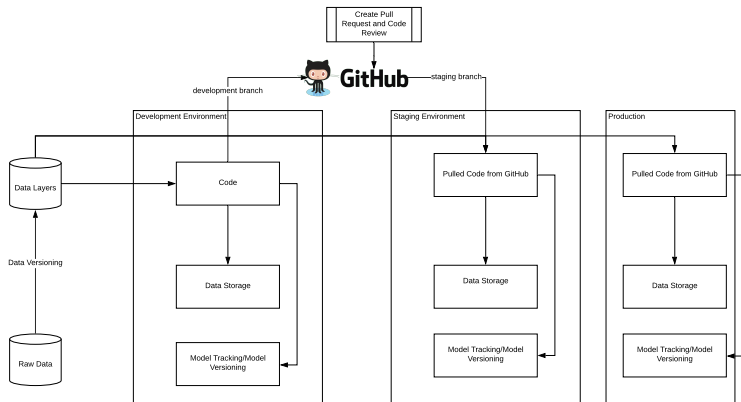 Create Pull
Request and Code
Review
GitHub
staging branch
development branch
Development Environment
Staging Environment
Production
Data Layers
Code
Pulled Code from GitHub
Pulled Code from GitHub
Data Versioning
Data Storage
Data Storage
Data Storage
Raw Data
Model Tracking/Model
Versioning
Model Tracking/Model
Versioning
Model Tracking/Model
Versioning